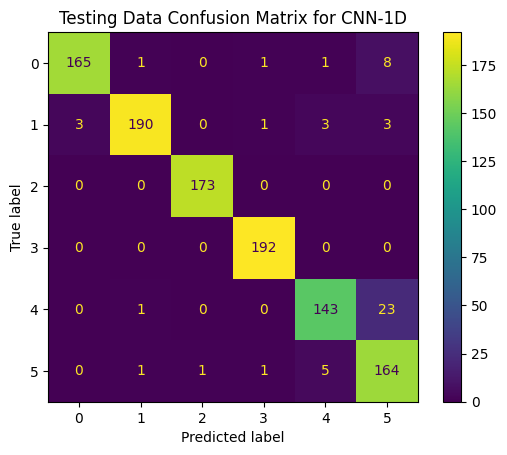 Testing Data Confusion Matrix for CNN-1D
0 165 1 0 1 1 8
1 3 190 0 1 3 3
2 0 0 173 0 0 0
3 0 0 0 192 0 0
4 0 1 0 0 143 23
5 0 1 1 1 5 164
0 1 2 3 4 5
Predicted label
True label
175
150
125
100
75
50
25
0